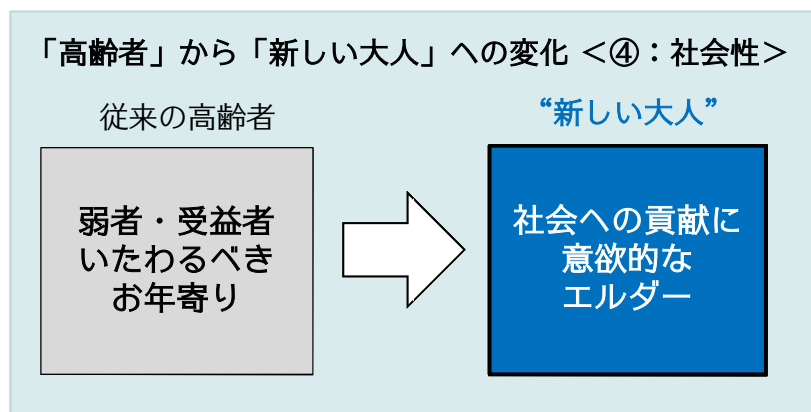 「高齢者」から「新しい大人」への変化 ＜④：社会性＞
従来の高齢者
弱者・受益者
いたわるべき
お年寄り
“新しい大人”
社会への貢献に
意欲的な
エルダー